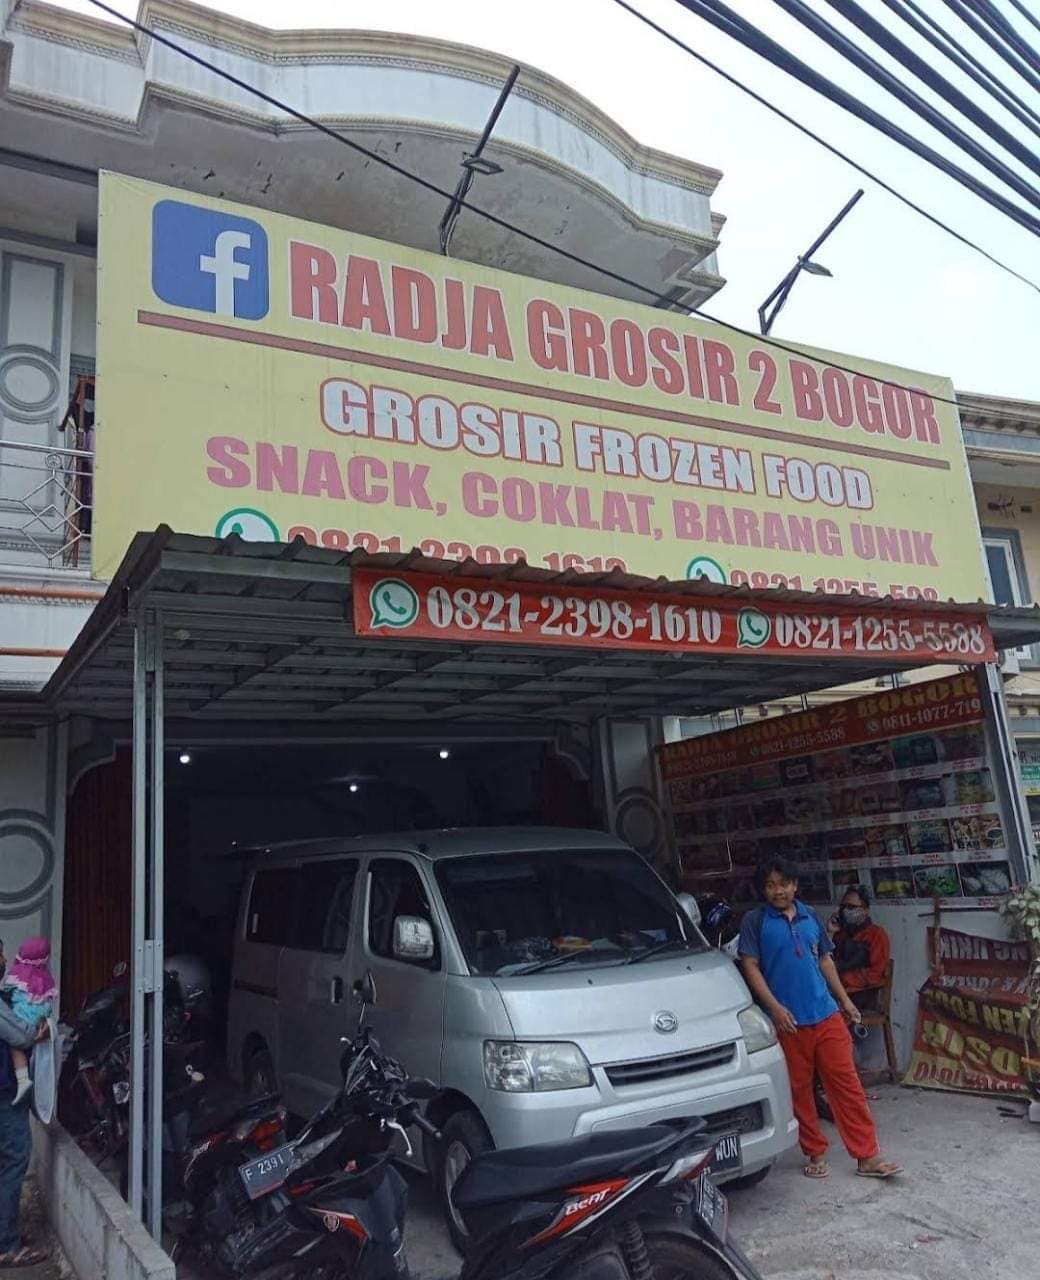 f RADJA GROSIR 2 BOGOR
GROSIR FROZEN FOOD
SNACK, COKLAT, BARANG UNIK
0821-2398-1610 0821-1255-5588
RADJA GROSIR 2 BOGOR
0821-1255-5588 0811-1077-719
F 2391
WUN
BEAT